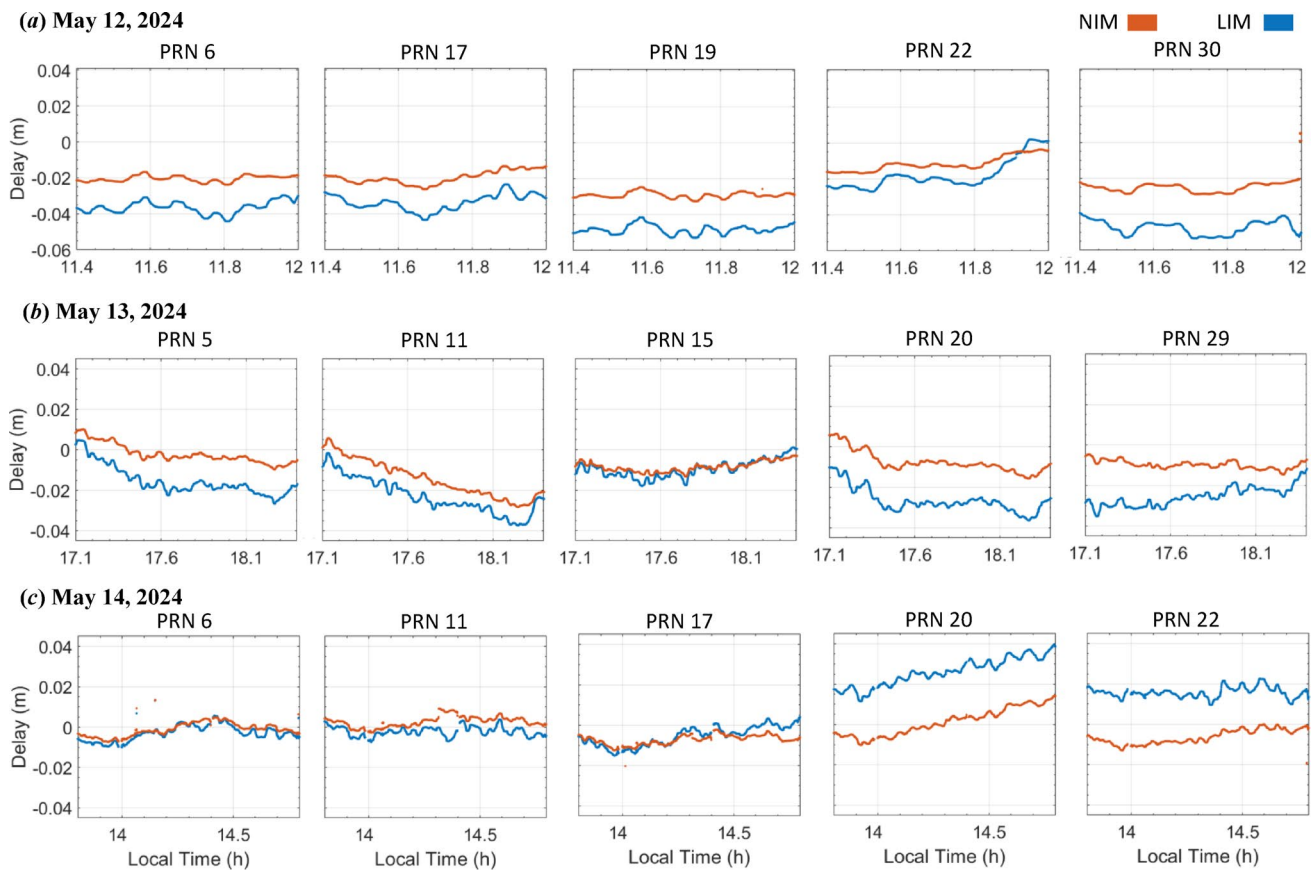 (a) May 12, 2024
NIM LIM
PRN 6 PRN 17 PRN 19 PRN 22 PRN 30
0.04
0.02
0
-0.02
-0.04
-0.06
Delay (m)
11.4 11.6 11.8 12 11.4 11.6 11.8 12 11.4 11.6 11.8 12 11.4 11.6 11.8 12 11.4 11.6 11.8 12
(b) May 13, 2024
PRN 5 PRN 11 PRN 15 PRN 20 PRN 29
0.04
0.02
0
-0.02
-0.04
Delay (m)
17.1 17.6 18.1 17.1 17.6 18.1 17.1 17.6 18.1 17.1 17.6 18.1 17.1 17.6 18.1
(c) May 14, 2024
PRN 6 PRN 11 PRN 17 PRN 20 PRN 22
0.04
0.02
0
-0.02
-0.04
Delay (m)
14 14.5 14 14.5 14 14.5 14 14.5 14 14.5
Local Time (h) Local Time (h) Local Time (h) Local Time (h) Local Time (h)